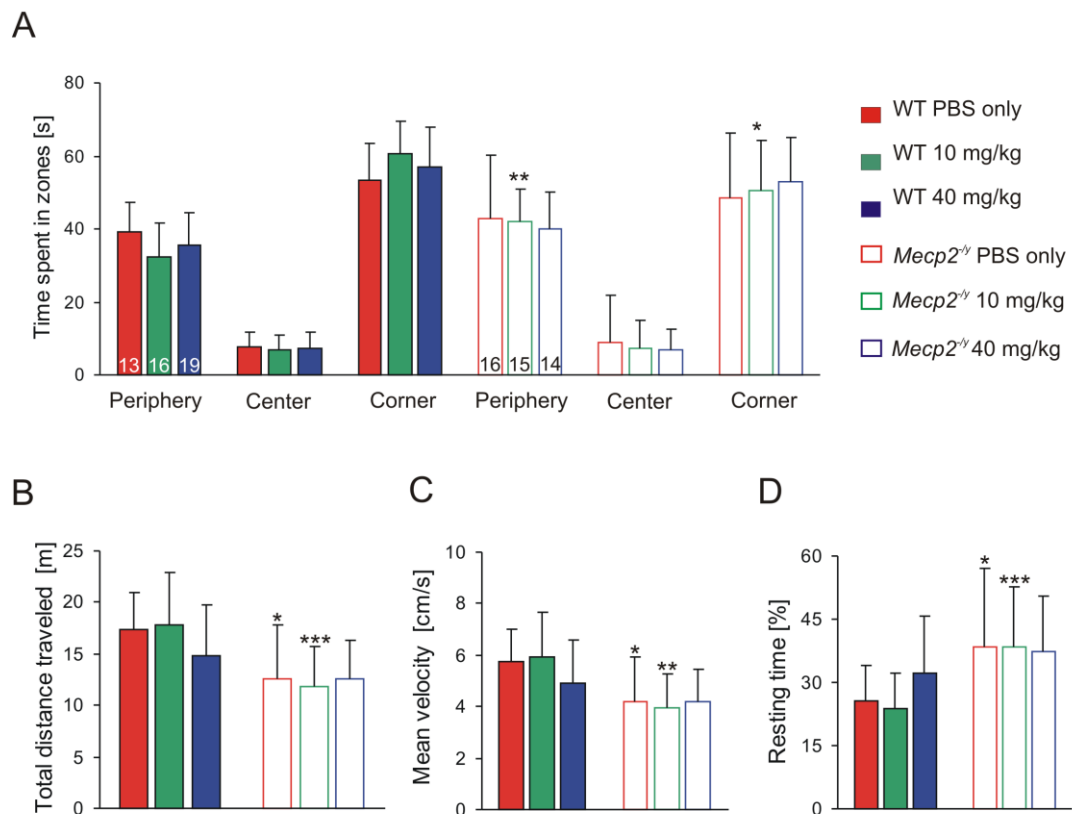 A
Time spent in zones [s]
80
60
40
20
0
13 16 19
16 15 14
**
*
Periphery Center Corner Periphery Center Corner
WT PBS only
WT 10 mg/kg
WT 40 mg/kg
Mecp2-/y PBS only
Mecp2-/y 10 mg/kg
Mecp2-/y 40 mg/kg
B
Total distance traveled [m]
25
20
15
10
5
0
*
***
C
Mean velocity [cm/s]
10
8
6
4
2
0
*
**
D
Resting time [%]
60
45
30
15
0
*
***